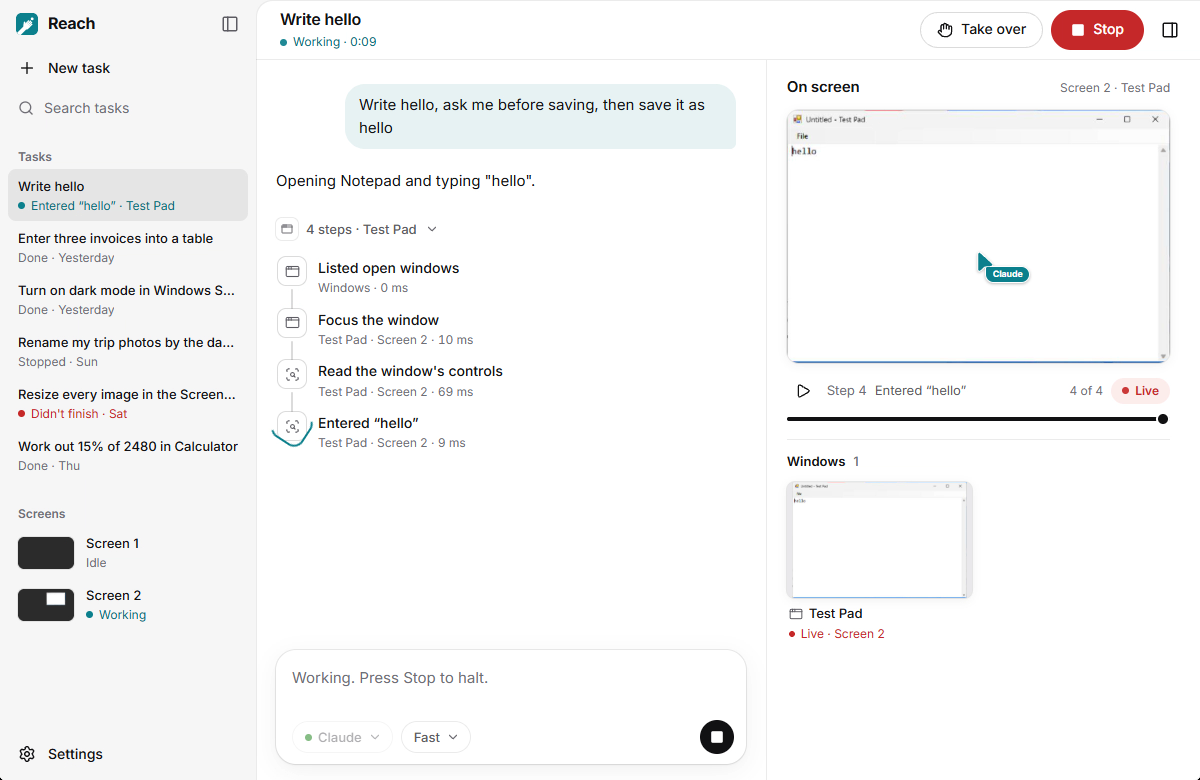 Reach
New task
Search tasks
Tasks
Write hello
Entered “hello” · Test Pad
Enter three invoices into a table
Done · Yesterday
Turn on dark mode in Windows S...
Done · Yesterday
Rename my trip photos by the da...
Stopped · Sun
Resize every image in the Screen...
Didn't finish · Sat
Work out 15% of 2480 in Calculator
Done · Thu
Screens
Screen 1
Idle
Screen 2
Working
Settings
Write hello
Working · 0:09
Take over
Stop
Write hello, ask me before saving, then save it as
hello
Opening Notepad and typing "hello".
4 steps · Test Pad
Listed open windows
Windows · 0 ms
Focus the window
Test Pad · Screen 2 · 10 ms
Read the window's controls
Test Pad · Screen 2 · 69 ms
Entered “hello”
Test Pad · Screen 2 · 9 ms
Working. Press Stop to halt.
Claude
Fast
On screen
Screen 2 · Test Pad
Untitled - Test Pad
File
hello
Claude
Step 4 Entered “hello”
4 of 4
Live
Windows 1
Untitled - Test Pad
File
hello
Test Pad
Live · Screen 2